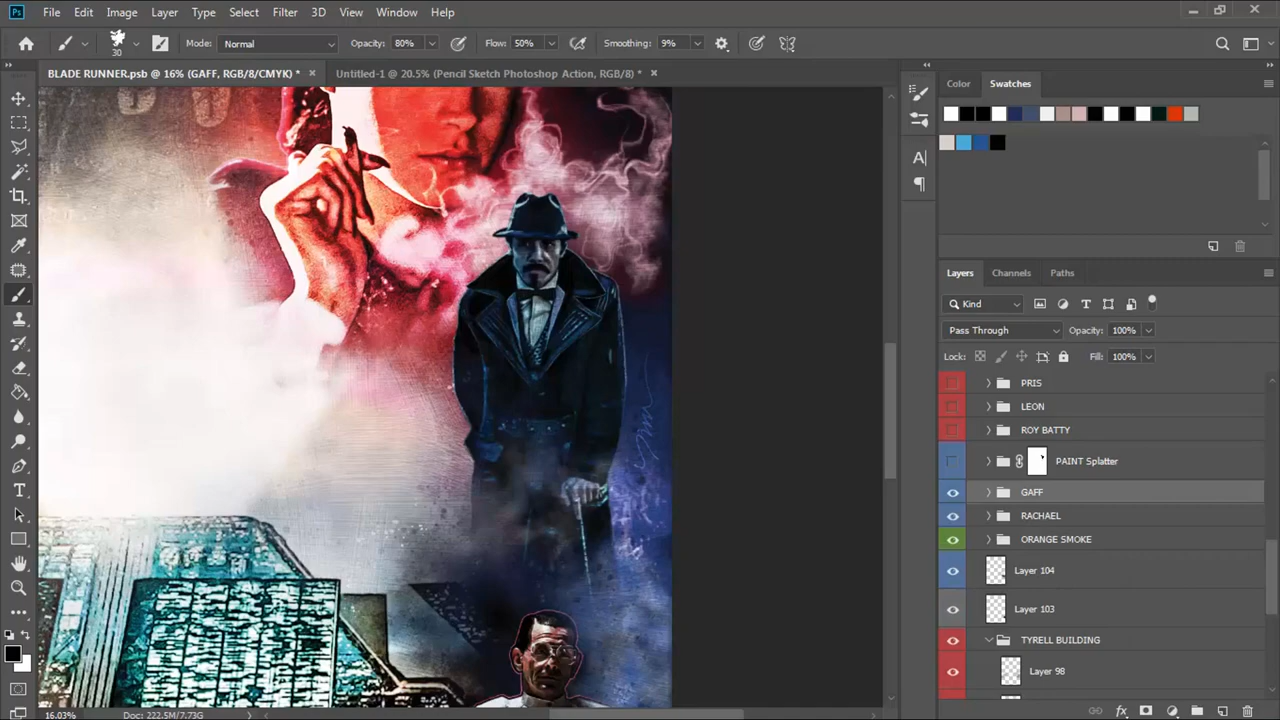 Ps File Edit Image Layer Type Select Filter 3D View Window Help
30 Mode: Normal Opacity: 80% Flow: 50% Smoothing: 9%
BLADE RUNNER.psb @ 16% (GAFF, RGB/8/CMYK) * Untitled-1 @ 20.5% (Pencil Sketch Photoshop Action, RGB/8) *
Color Swatches
Layers Channels Paths
Kind
Pass Through Opacity: 100%
Lock: Fill: 100%
PRIS
LEON
ROY BATTY
PAINT Splatter
GAFF
RACHAEL
ORANGE SMOKE
Layer 104
Layer 103
TYRELL BUILDING
Layer 98
16.03% Doc: 222.5M/7.73G